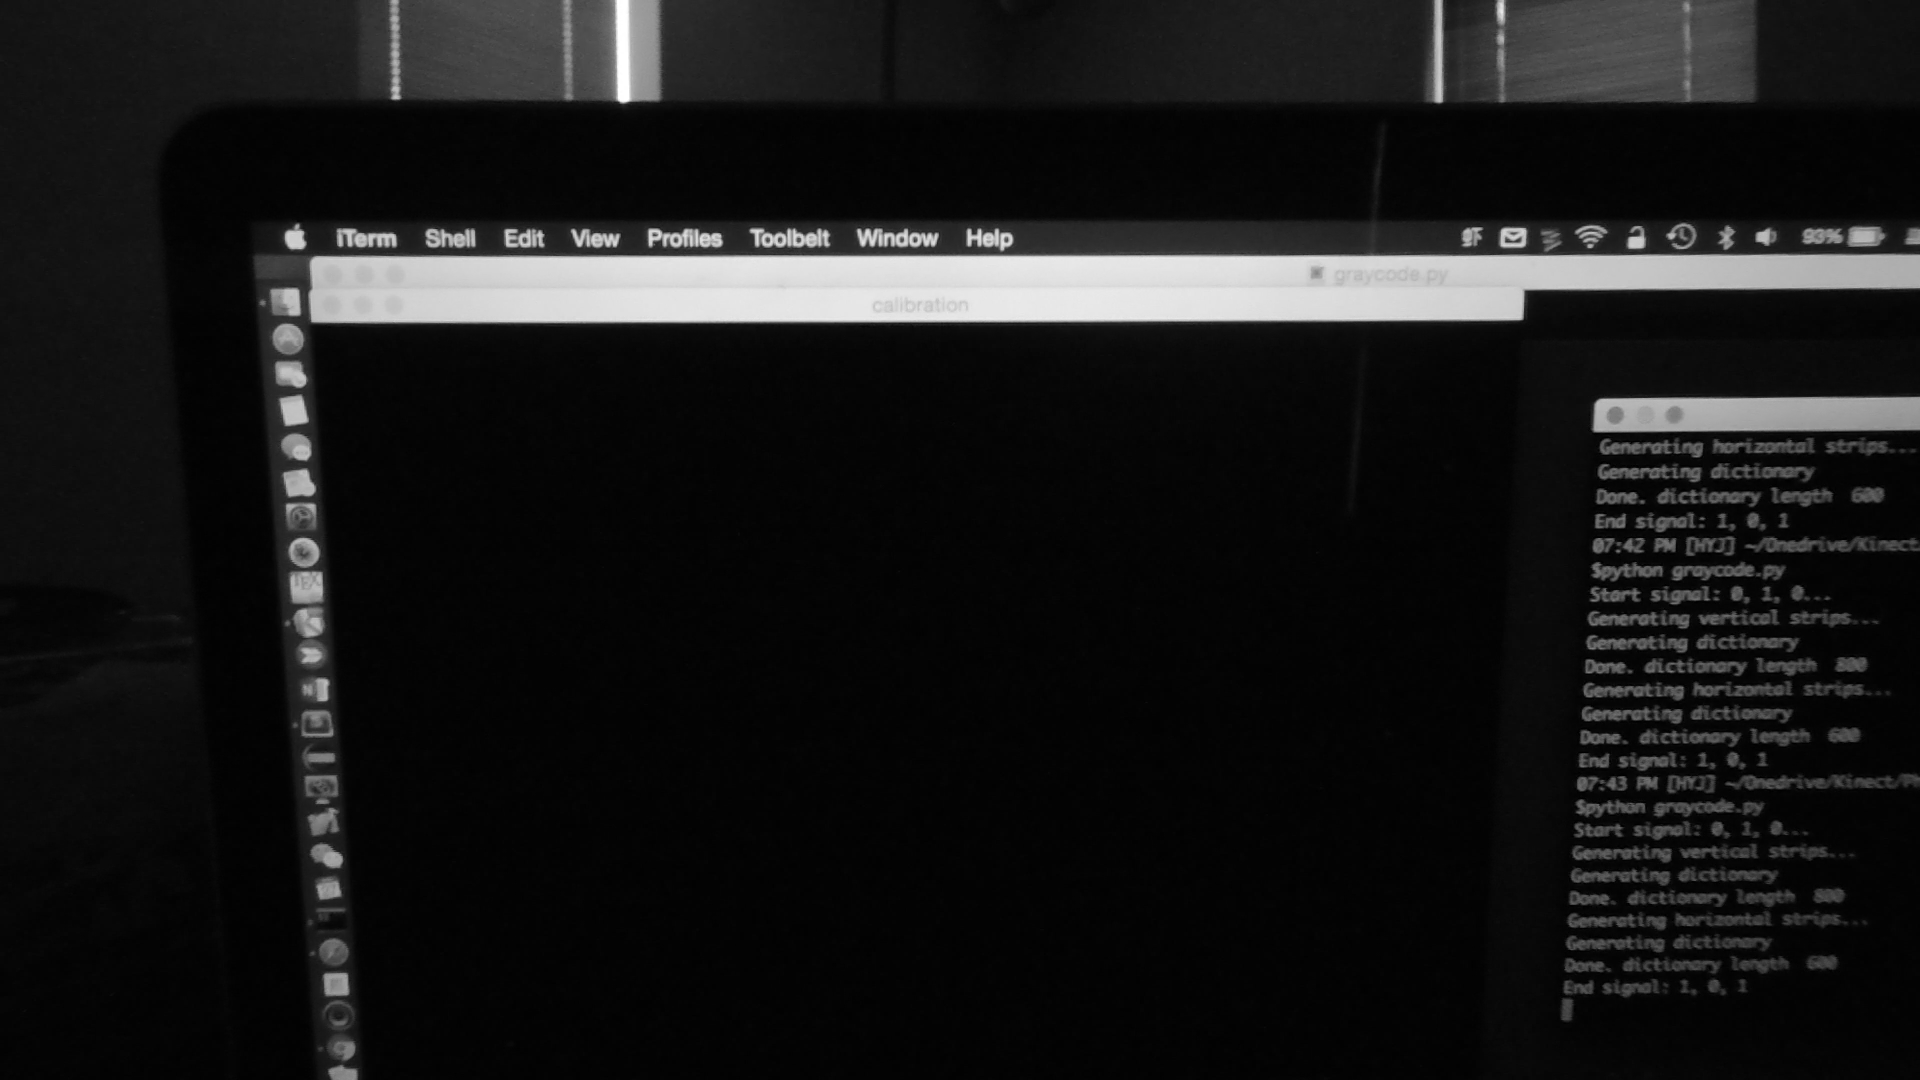 iTerm Shell Edit View Profiles Toolbelt Window Help 93%
graycode.py
calibration
Generating horizontal strips...
Generating dictionary
Done. dictionary length 600
End signal: 1, 0, 1
07:42 PM [HYJ] ~/Onedrive/Kinect
$python graycode.py
Start signal: 0, 1, 0...
Generating vertical strips...
Generating dictionary
Done. dictionary length 800
Generating horizontal strips...
Generating dictionary
Done. dictionary length 600
End signal: 1, 0, 1
07:43 PM [HYJ] ~/Onedrive/Kinect/Ph
$python graycode.py
Start signal: 0, 1, 0...
Generating vertical strips...
Generating dictionary
Done. dictionary length 800
Generating horizontal strips...
Generating dictionary
Done. dictionary length 600
End signal: 1, 0, 1